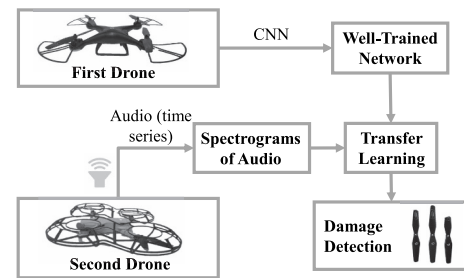 First Drone
CNN
Well-Trained
Network
Audio (time
series)
Spectrograms
of Audio
Transfer
Learning
Second Drone
Damage
Detection